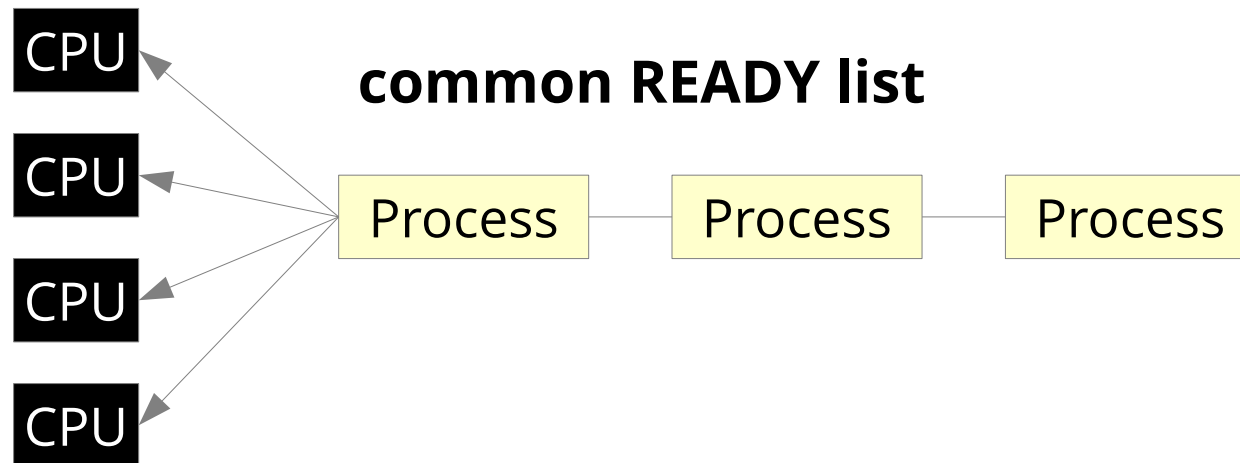 CPU
common READY list
CPU
Process Process Process
CPU
CPU